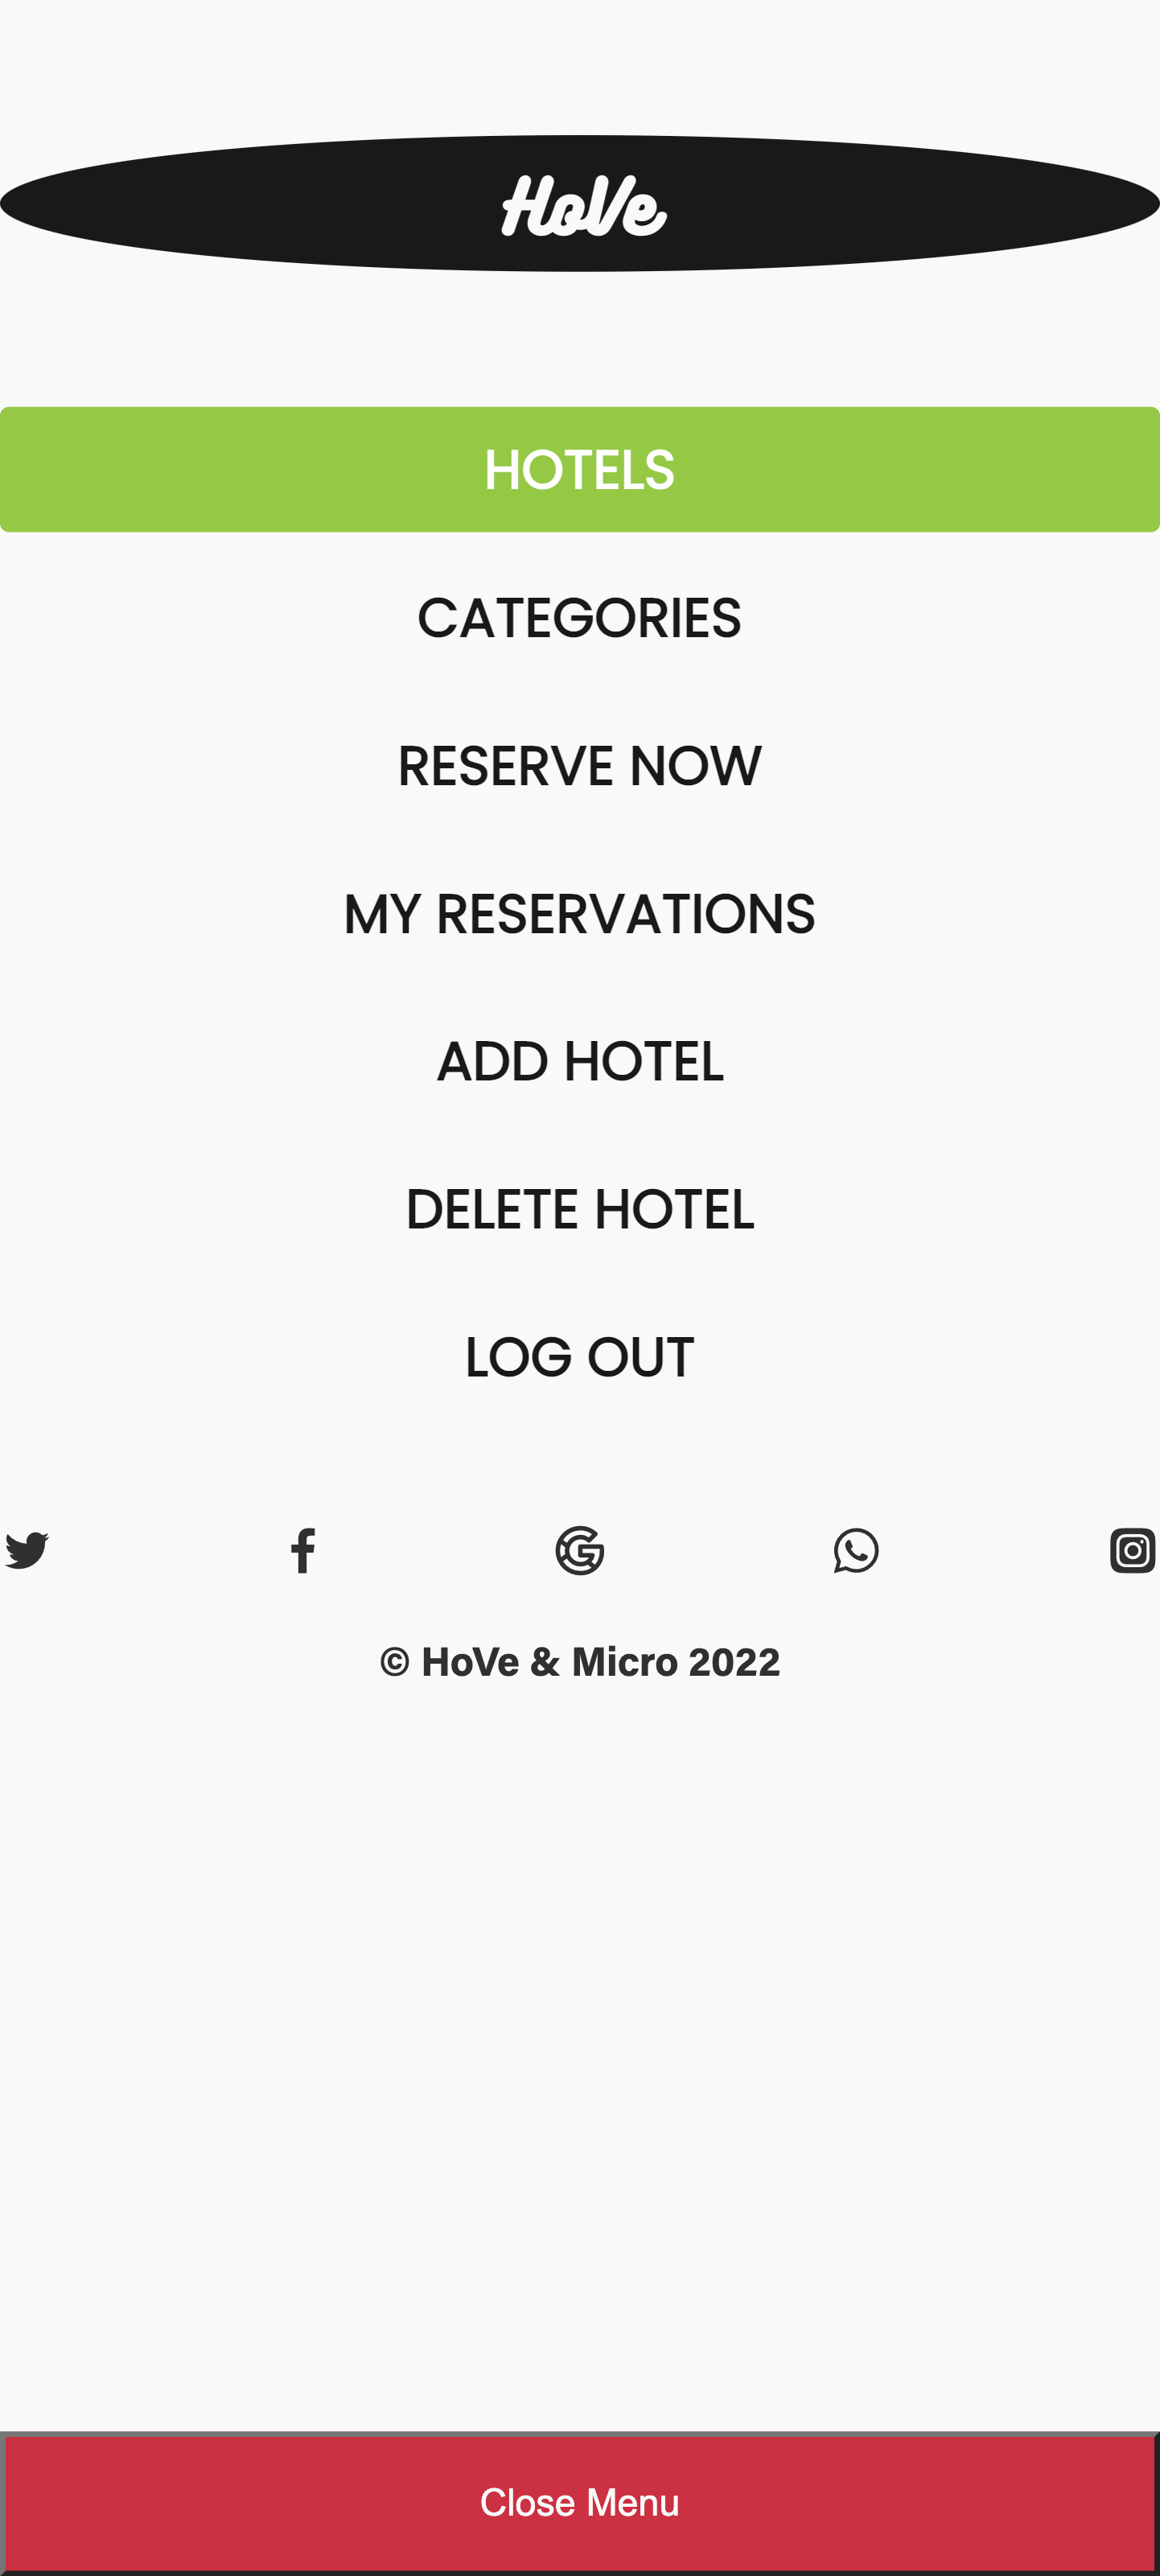 HoVe
HOTELS
CATEGORIES
RESERVE NOW
MY RESERVATIONS
ADD HOTEL
DELETE HOTEL
LOG OUT
© HoVe & Micro 2022
Close Menu